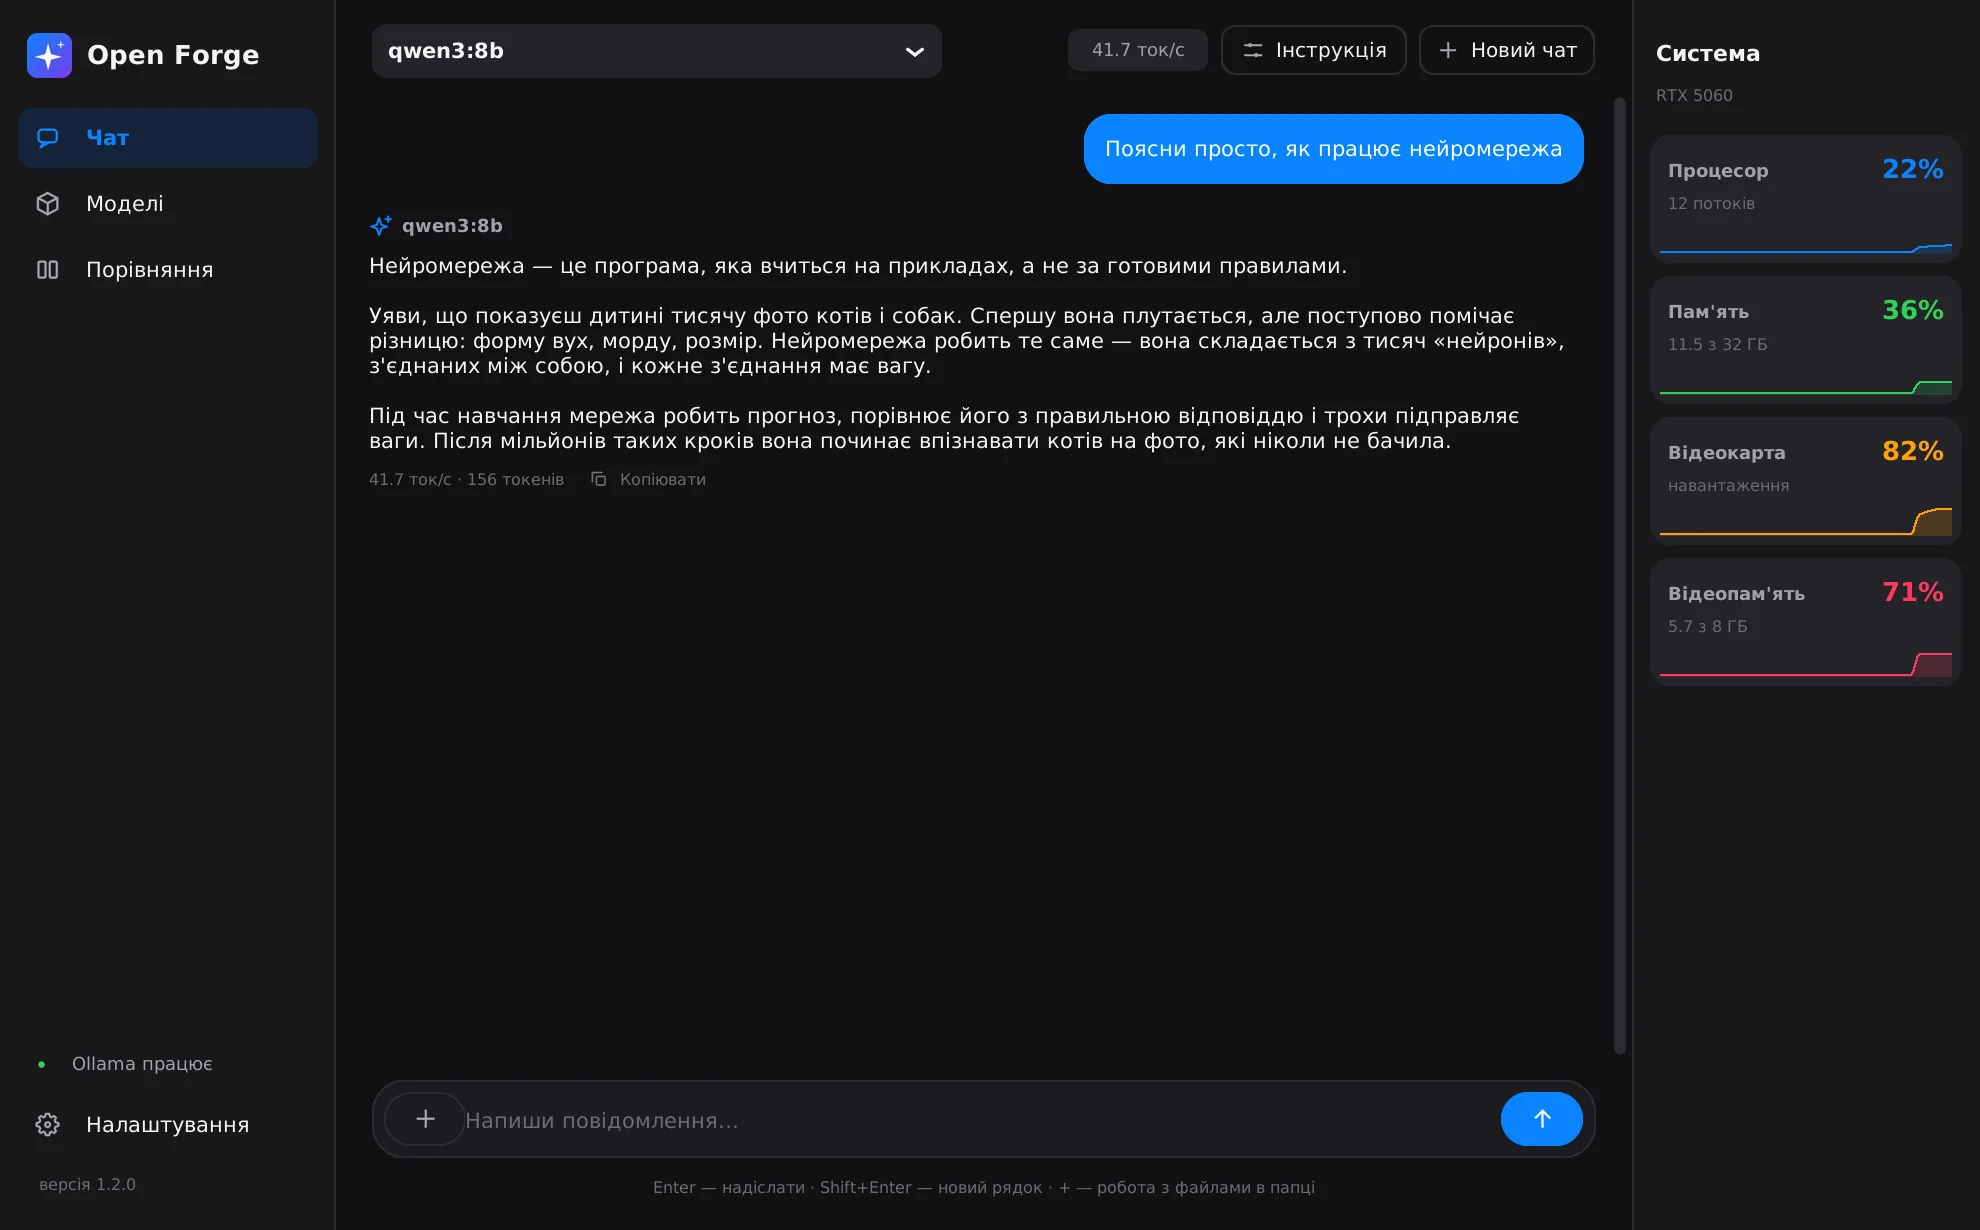 Open Forge
Чат
Моделі
Порівняння
Ollama працює
Налаштування
версія 1.2.0
qwen3:8b
41.7 ток/с
Інструкція
Новий чат
Поясни просто, як працює нейромережа
qwen3:8b
Нейромережа — це програма, яка вчиться на прикладах, а не за готовими правилами.
Уяви, що показуєш дитині тисячу фото котів і собак. Спершу вона плутається, але поступово помічає
різницю: форму вух, морду, розмір. Нейромережа робить те саме — вона складається з тисяч «нейронів»,
з'єднаних між собою, і кожне з'єднання має вагу.
Під час навчання мережа робить прогноз, порівнює його з правильною відповіддю і трохи підправляє
ваги. Після мільйонів таких кроків вона починає впізнавати котів на фото, які ніколи не бачила.
41.7 ток/с · 156 токенів
Копіювати
Напиши повідомлення...
Enter — надіслати · Shift+Enter — новий рядок · + — робота з файлами в папці
Система
RTX 5060
Процесор
22%
12 потоків
Пам'ять
36%
11.5 з 32 ГБ
Відеокарта
82%
навантаження
Відеопам'ять
71%
5.7 з 8 ГБ